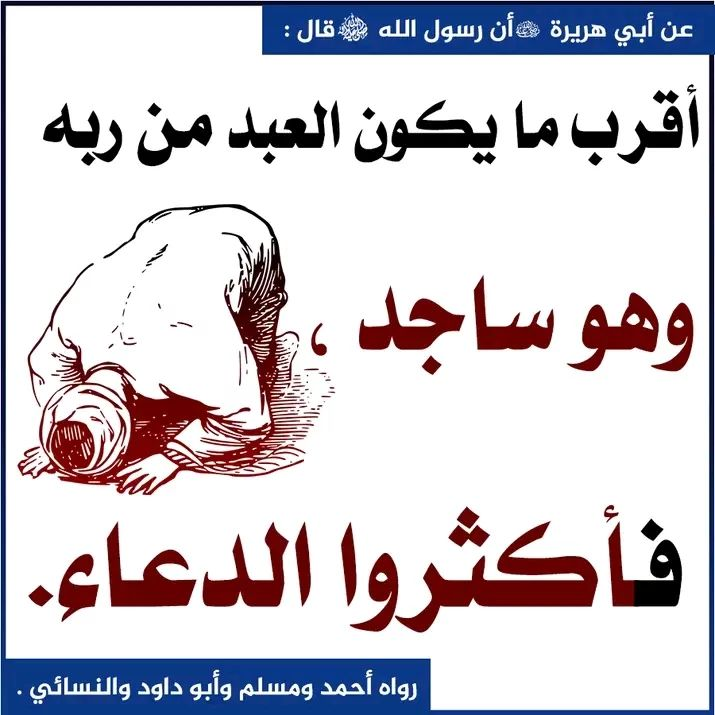 عن أبي هريرة ﵁ أن رسول الله ﷺ قال :
أقرب ما يكون العبد من ربه
وهو ساجد ،
فأكثروا الدعاء.
رواه أحمد ومسلم وأبو داود والنسائي .